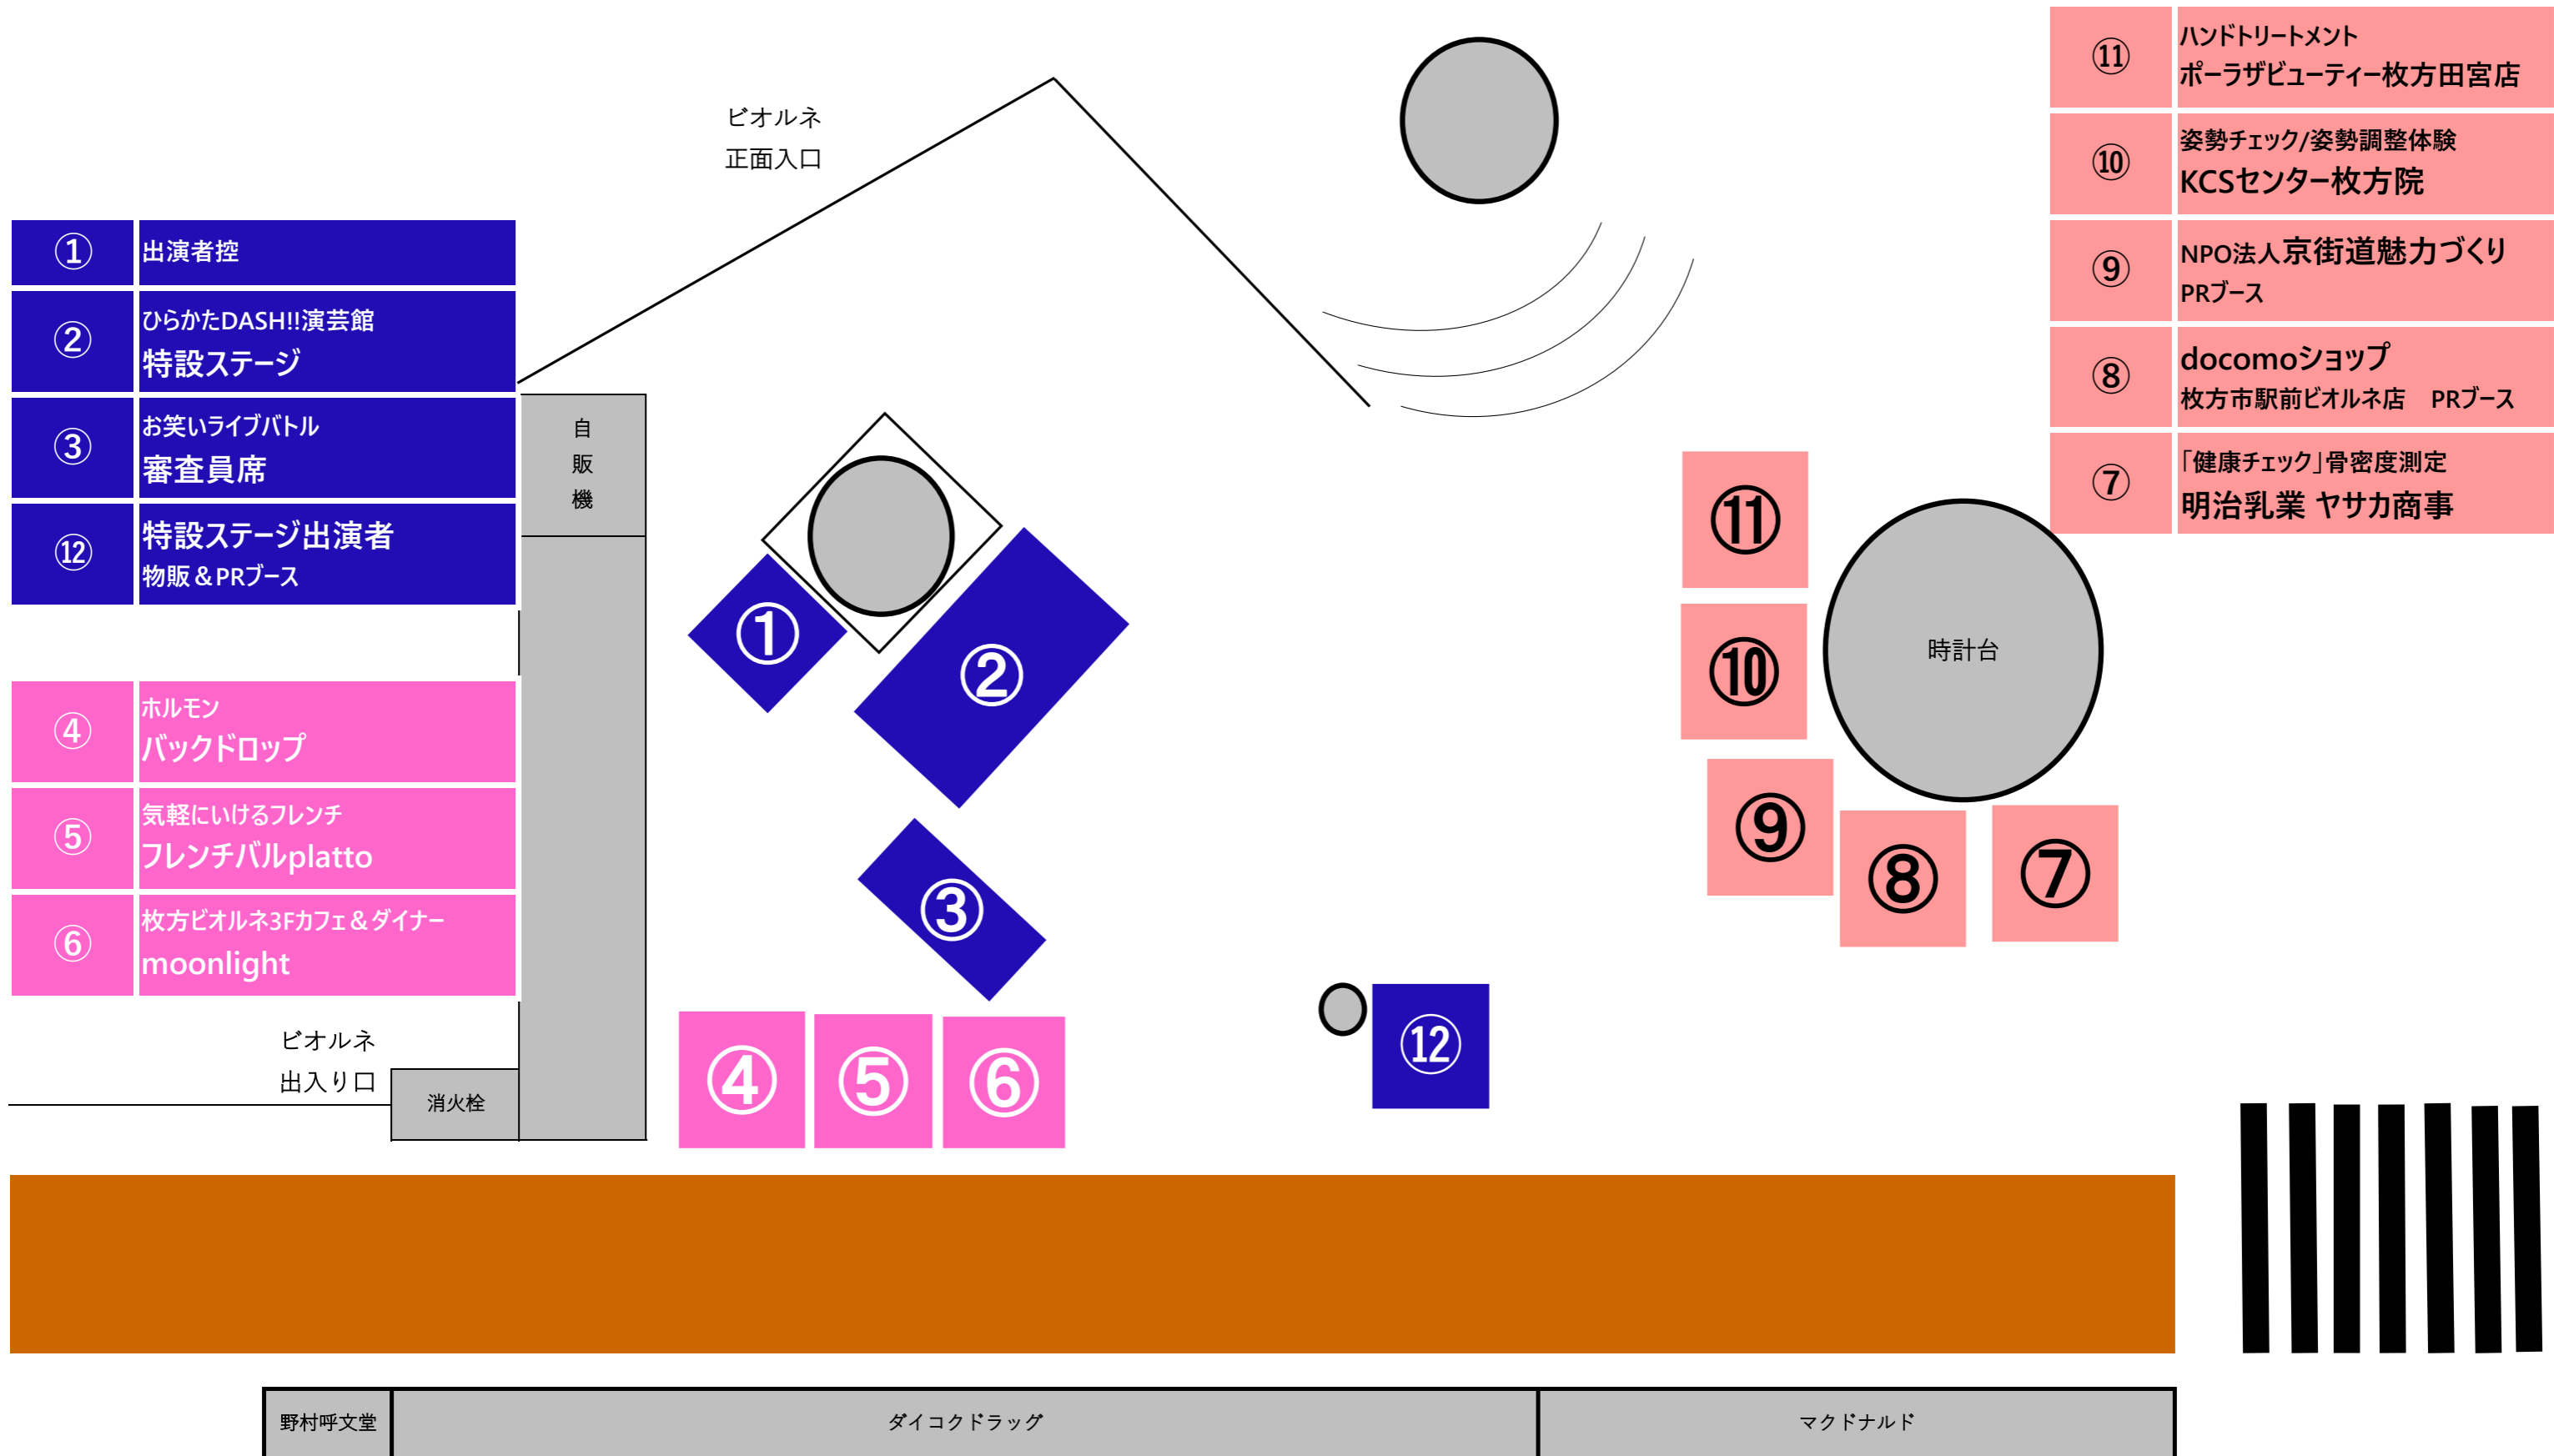 ビオルネ
正面入口
①
出演者控
②
ひらかたDASH!!演芸館
特設ステージ
③
お笑いライブバトル
審査員席
⑫
特設ステージ出演者
物販＆PRブース
④
ホルモン
バックドロップ
⑤
気軽にいけるフレンチ
フレンチバルplatto
⑥
枚方ビオルネ3Fカフェ＆ダイナー
moonlight
ビオルネ
出入り口
消火栓
自
販
機
①
②
③
④
⑤
⑥
⑫
⑪
⑩
⑨
⑧
⑦
時計台
⑪
ハンドトリートメント
ポーラザビューティー枚方田宮店
⑩
姿勢チェック/姿勢調整体験
KCSセンター枚方院
⑨
NPO法人京街道魅力づくり
PRブース
⑧
docomoショップ
枚方市駅前ビオルネ店　PRブース
⑦
「健康チェック」骨密度測定
明治乳業 ヤサカ商事
野村呼文堂
ダイコクドラッグ
マクドナルド